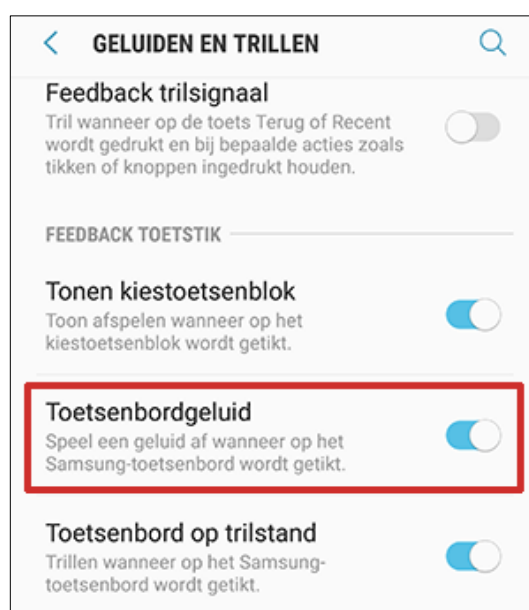 GELUIDEN EN TRILLEN
Feedback trilsignaal
Tril wanneer op de toets Terug of Recent
wordt gedrukt en bij bepaalde acties zoals
tikken of knoppen ingedrukt houden.
FEEDBACK TOETSTIK
Tonen kiestoetsenblok
Toon afspelen wanneer op het
kiestoetsenblok wordt getikt.
Toetsenbordgeluid
Speel een geluid af wanneer op het
Samsung-toetsenbord wordt getikt.
Toetsenbord op trilstand
Trillen wanneer op het Samsung-
toetsenbord wordt getikt.